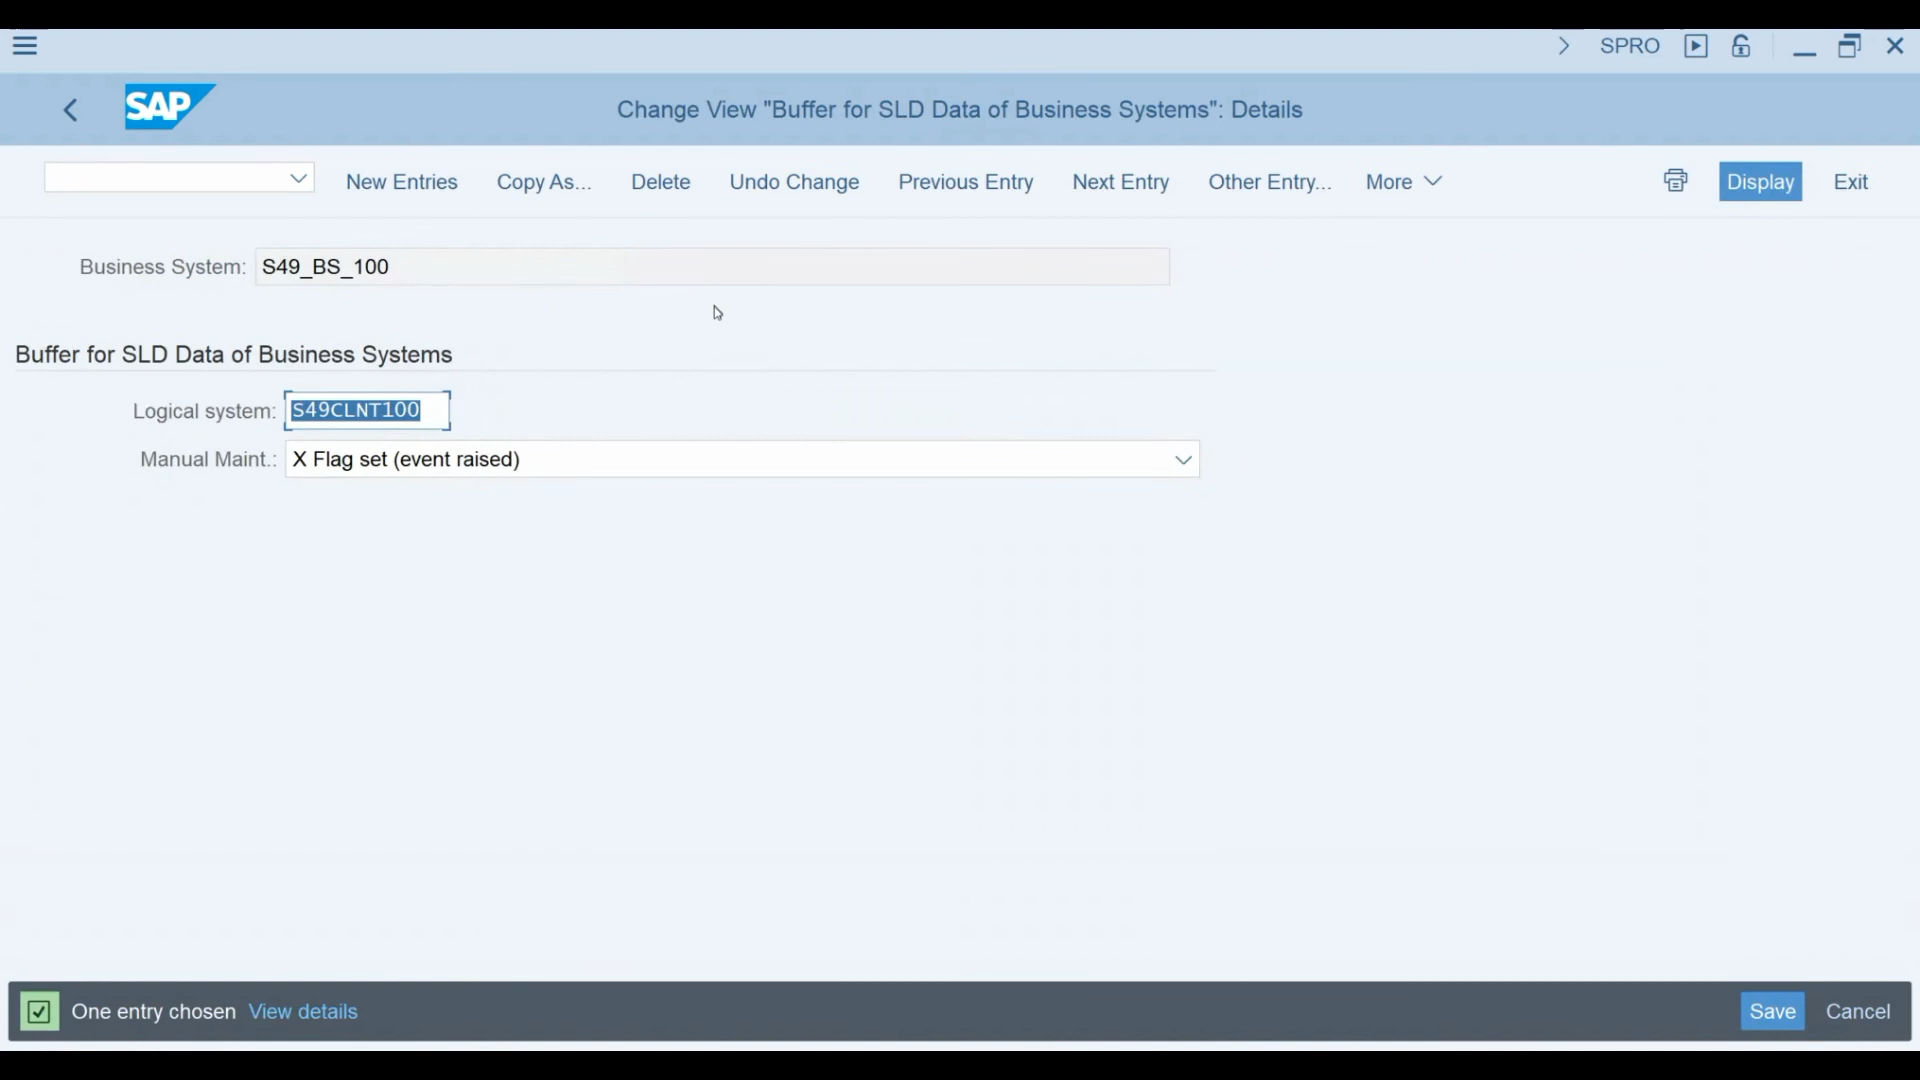 SPRO
SAP
Change View "Buffer for SLD Data of Business Systems": Details
New Entries Copy As... Delete Undo Change Previous Entry Next Entry Other Entry... More Display Exit
Business System: S49_BS_100
Buffer for SLD Data of Business Systems
Logical system: S49CLNT100
Manual Maint.: X Flag set (event raised)
One entry chosen View details Save Cancel